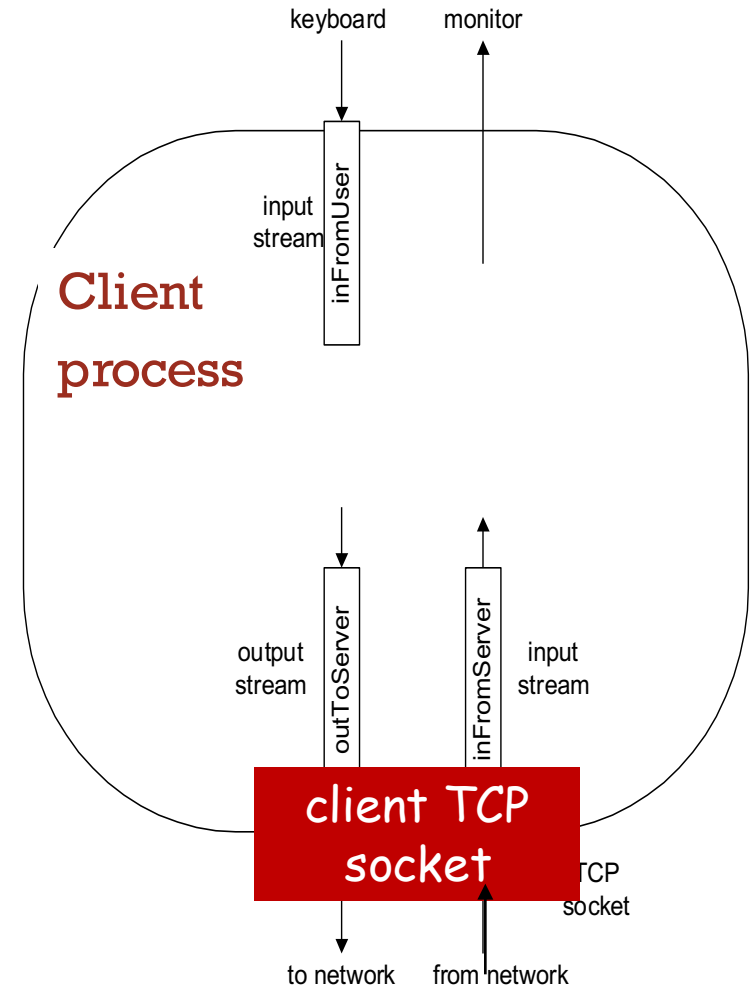 keyboard
monitor
input
stream
inFromUser
Client
process
output
stream
outToServer
inFromServer
input
stream
client TCP
socket
TCP
socket
to network
from network